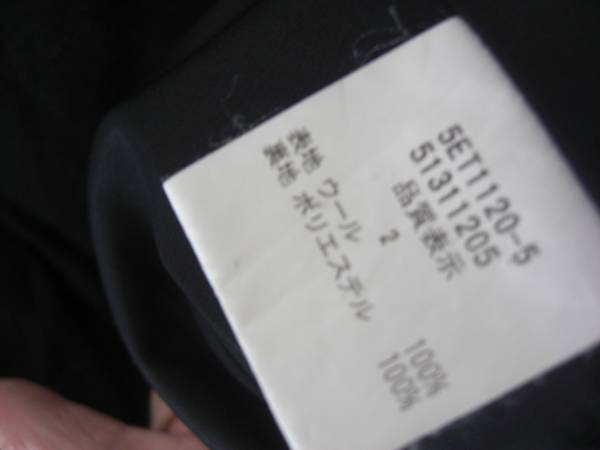 5ET1120-5
51311205
品質表示
2
表地 ウール 100%
裏地 ポリエステル 100%